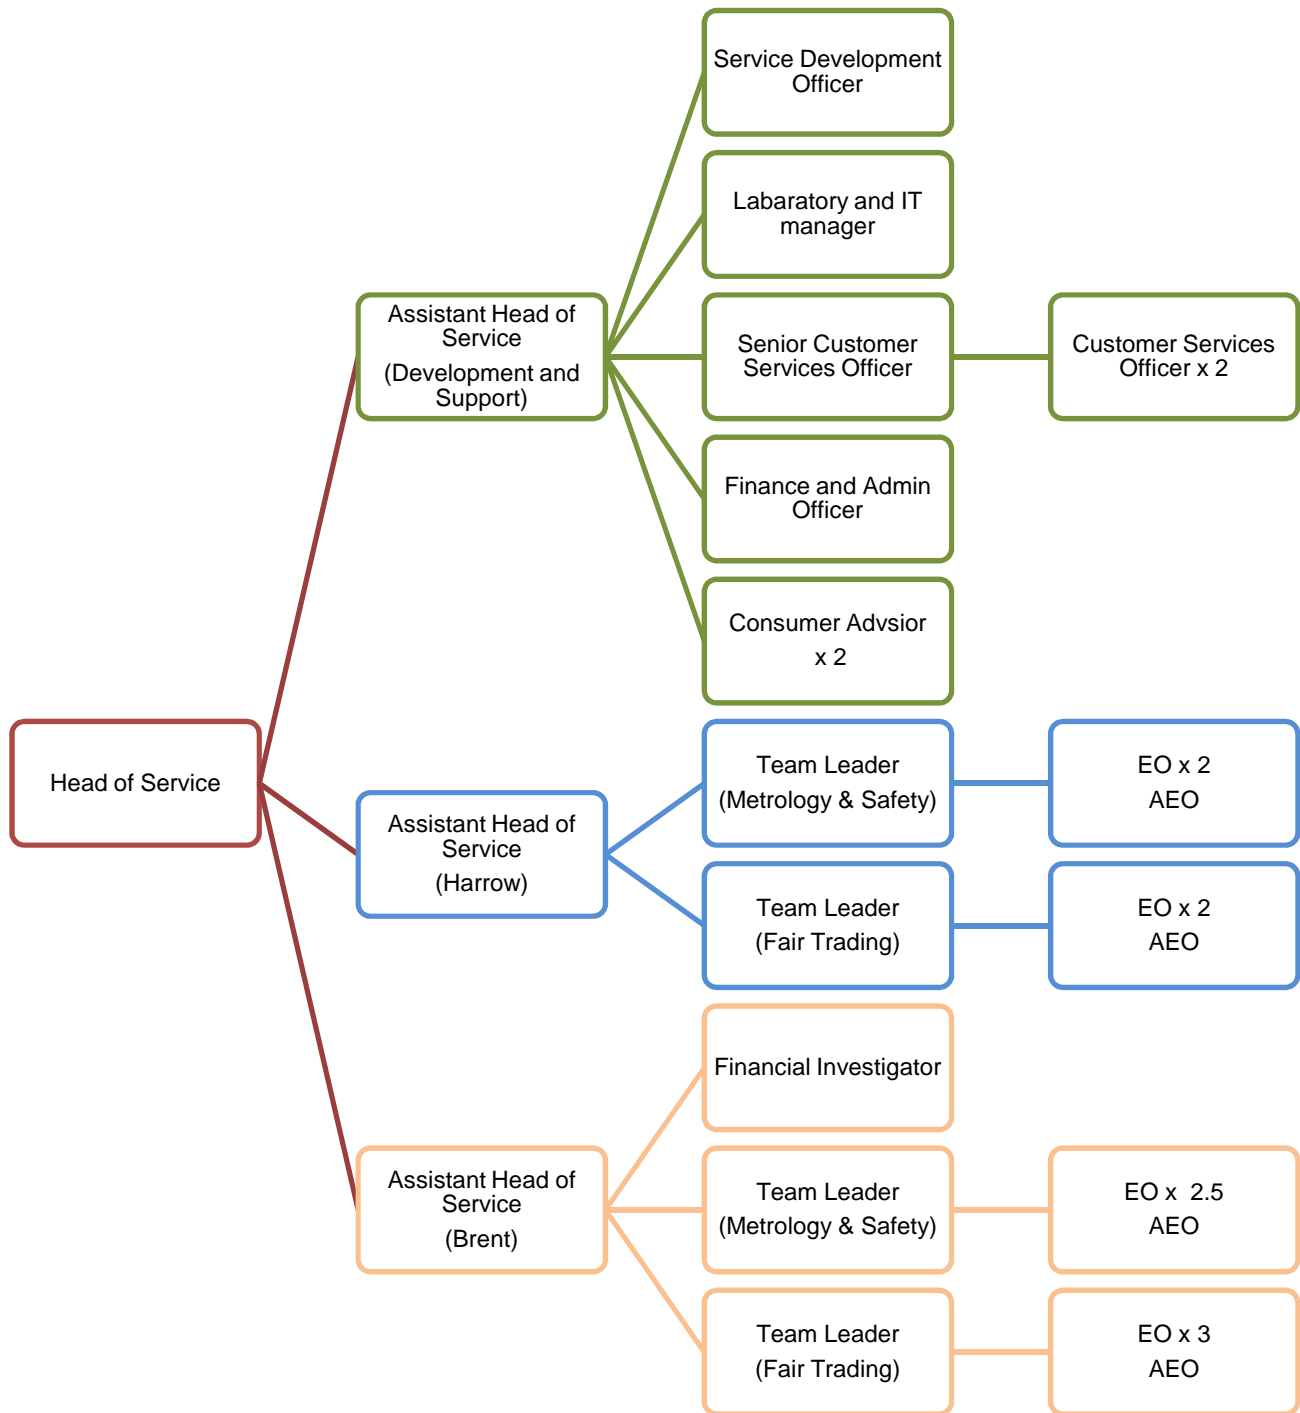 Service Development
Officer
Labaratory and IT
manager
Assistant Head of
Service
(Development and
Support)
Senior Customer
Services Officer
Customer Services
Officer x 2
Finance and Admin
Officer
Consumer Advsior
x 2
Head of Service
Assistant Head of
Service
(Harrow)
Team Leader
(Metrology & Safety)
EO x 2
AEO
Team Leader
(Fair Trading)
EO x 2
AEO
Financial Investigator
Assistant Head of
Service
(Brent)
Team Leader
(Metrology & Safety)
EO x  2.5
AEO
Team Leader
(Fair Trading)
EO x 3
AEO